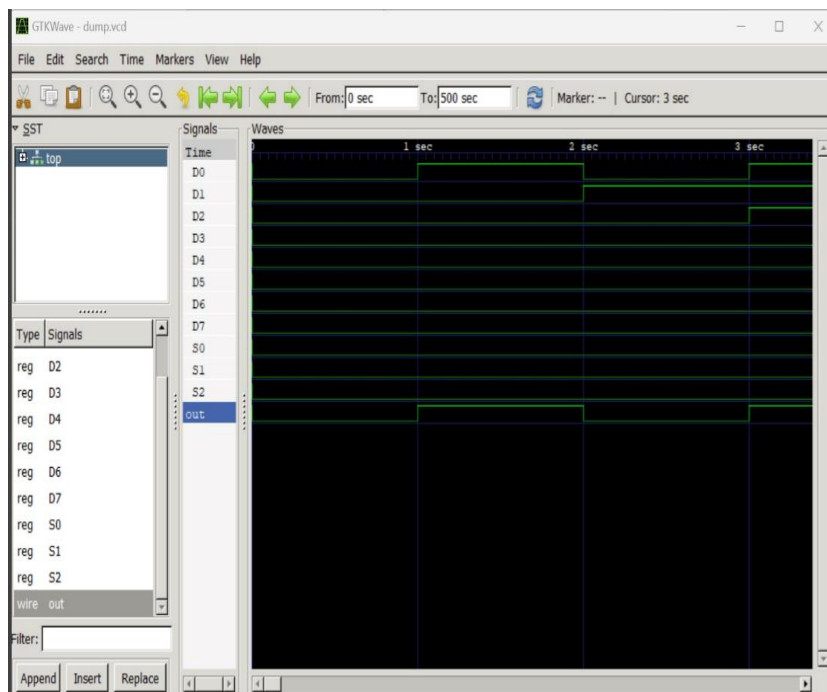 GTKWave - dump.vcd
File Edit Search Time Markers View Help
From: 0 sec To: 500 sec Marker: -- | Cursor: 3 sec
SST
top
Type Signals
reg D2
reg D3
reg D4
reg D5
reg D6
reg D7
reg S0
reg S1
reg S2
wire out
Filter:
Append Insert Replace
Signals
Time
D0
D1
D2
D3
D4
D5
D6
D7
S0
S1
S2
out
Waves
0 1 sec 2 sec 3 sec